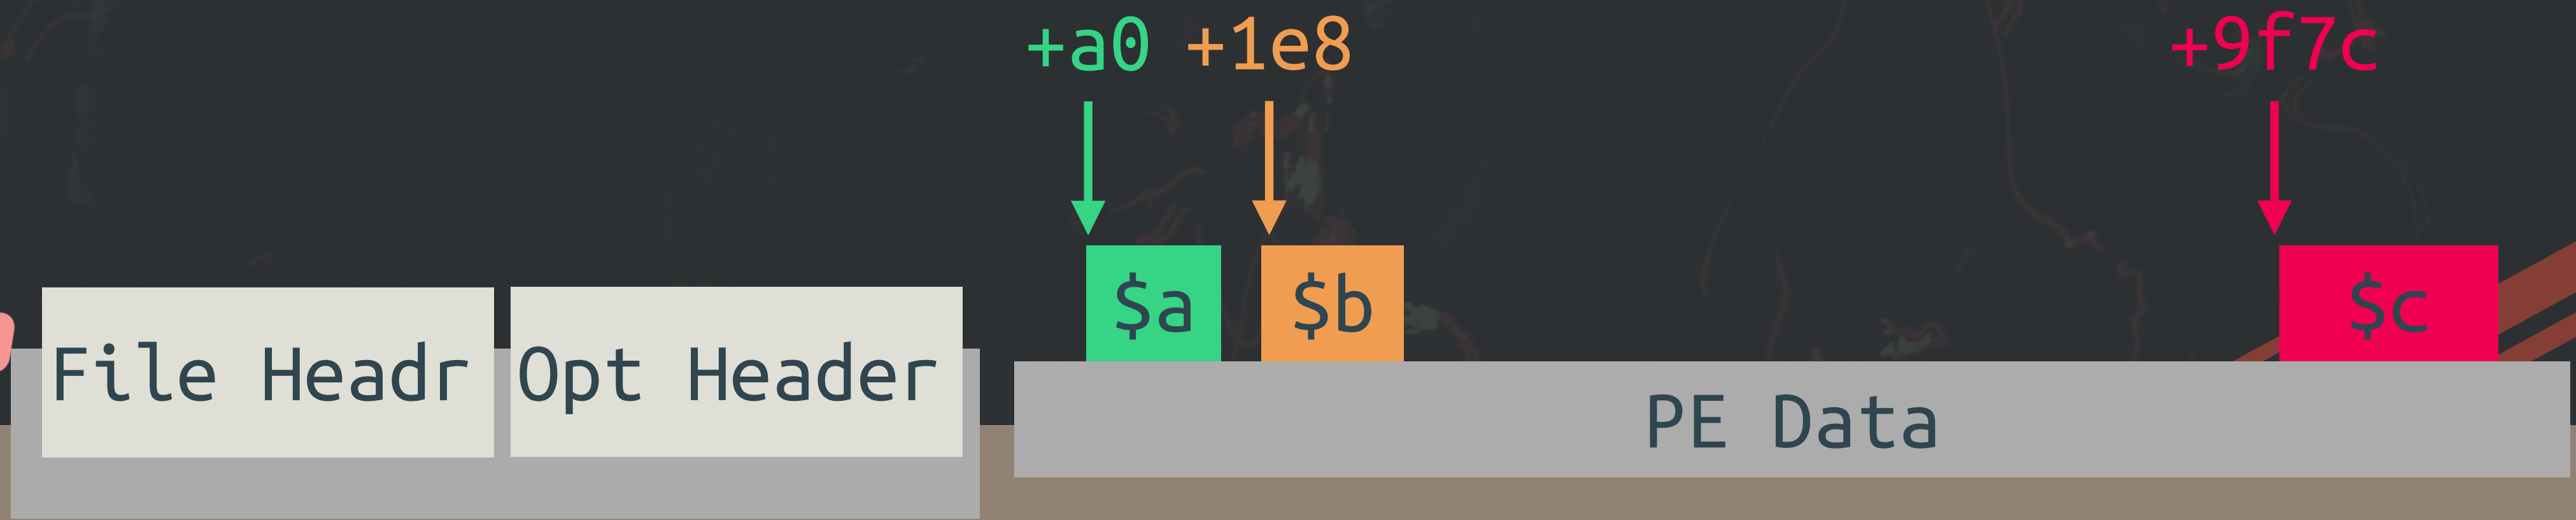 +a0 +1e8 +9f7c
$a $b $c
File Headr Opt Header
PE Data